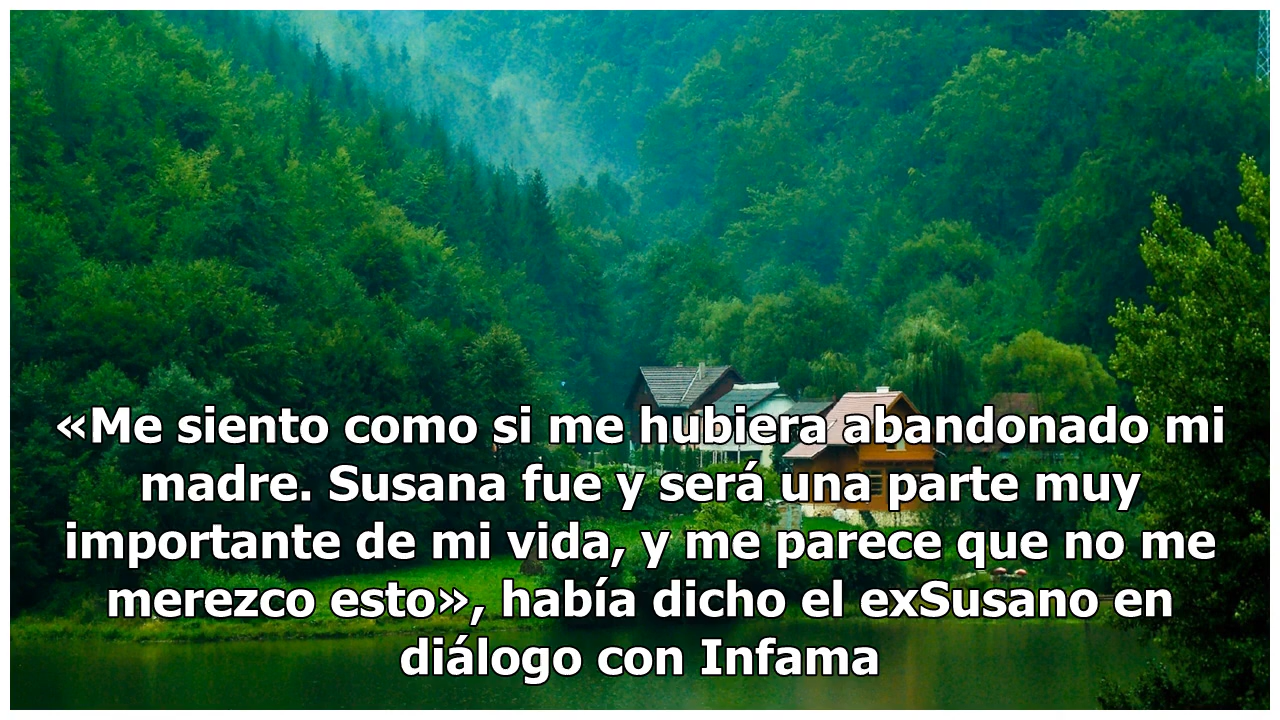 «Me siento como si me hubiera abandonado mi
madre. Susana fue y será una parte muy
importante de mi vida, y me parece que no me
merezco esto», había dicho el exSusano en
diálogo con Infama